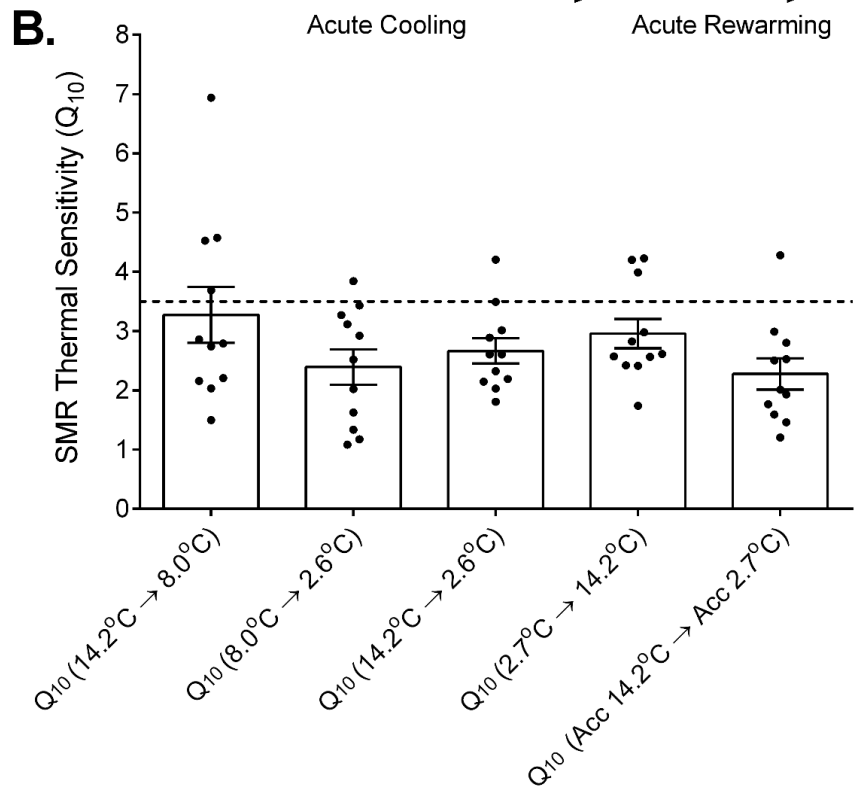 B.
Acute Cooling
Acute Rewarming
SMR Thermal Sensitivity (Q10)
8
7
6
5
4
3
2
1
0
Q10 (14.2°C → 8.0°C)
Q10 (8.0°C → 2.6°C)
Q10 (14.2°C → 2.6°C)
Q10 (2.7°C → 14.2°C)
Q10 (Acc 14.2°C → Acc 2.7°C)